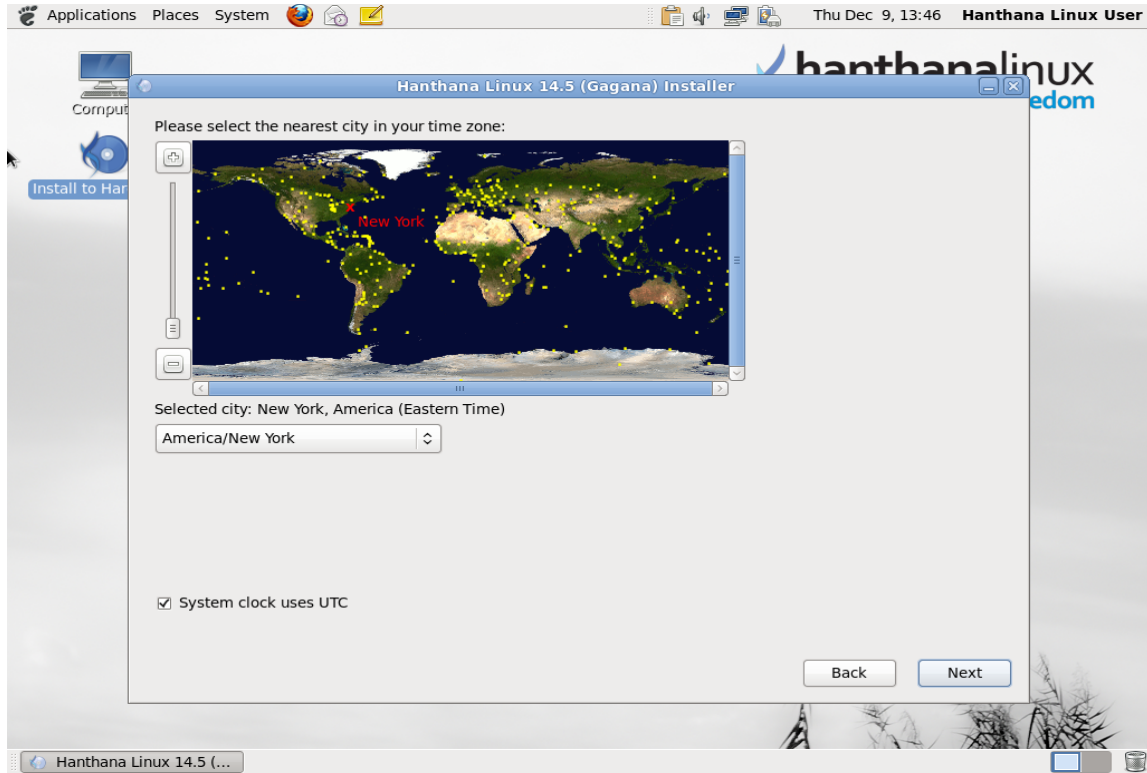 Applications Places System Thu Dec 9, 13:46 Hanthana Linux User
hanthanalinux
edom
Comput
Install to Har
Hanthana Linux 14.5 (Gagana) Installer
Please select the nearest city in your time zone:
New York
Selected city: New York, America (Eastern Time)
America/New York
System clock uses UTC
Back Next
Hanthana Linux 14.5 (...